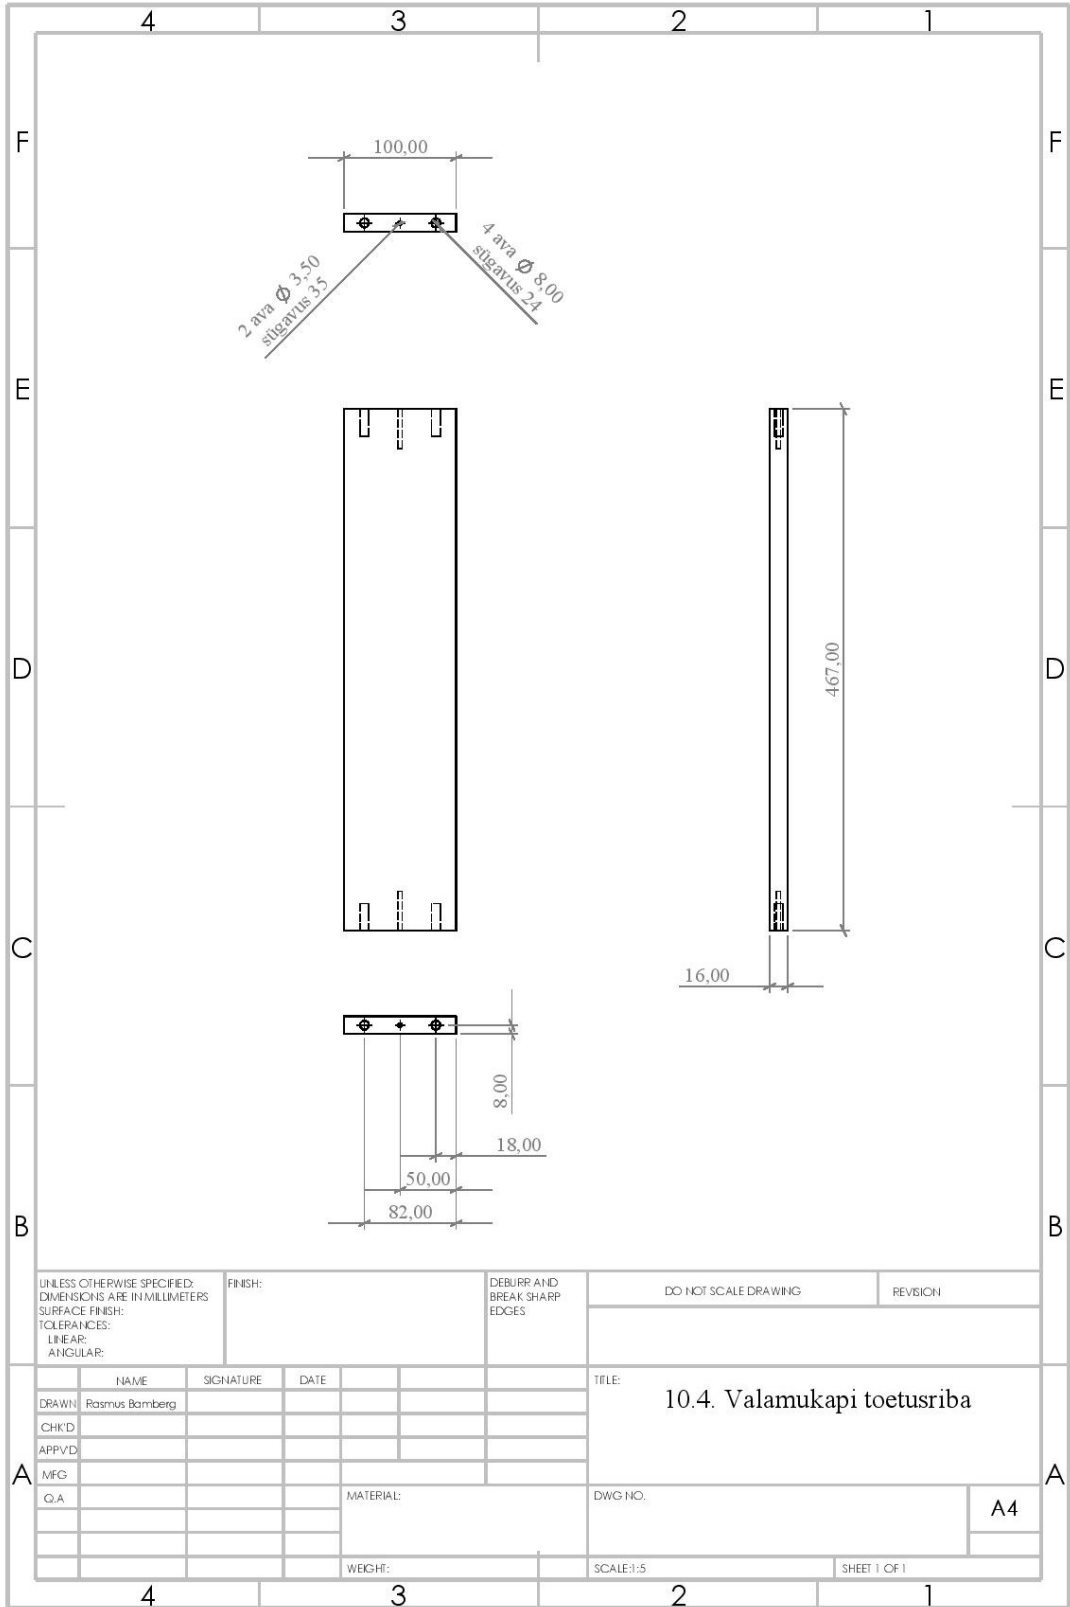 4 3 2 1
F F
100,00
2 ava Ø 3,50
sügavus 35
4 ava Ø 8,00
sügavus 24
E E
467,00
D D
16,00
C C
8,00
18,00
50,00
82,00
B B
UNLESS OTHERWISE SPECIFIED:
DIMENSIONS ARE IN MILLIMETERS
SURFACE FINISH:
TOLERANCES:
LINEAR:
ANGULAR:
FINISH:
DEBURR AND
BREAK SHARP
EDGES
DO NOT SCALE DRAWING
REVISION
NAME SIGNATURE DATE
DRAWN Rasmus Bamberg
CHK'D
APPV'D
MFG
Q.A
TITLE:
10.4. Valamukapi toetusriba
A A
MATERIAL:
DWG NO.
A4
WEIGHT:
SCALE:1:5
SHEET 1 OF 1
4 3 2 1